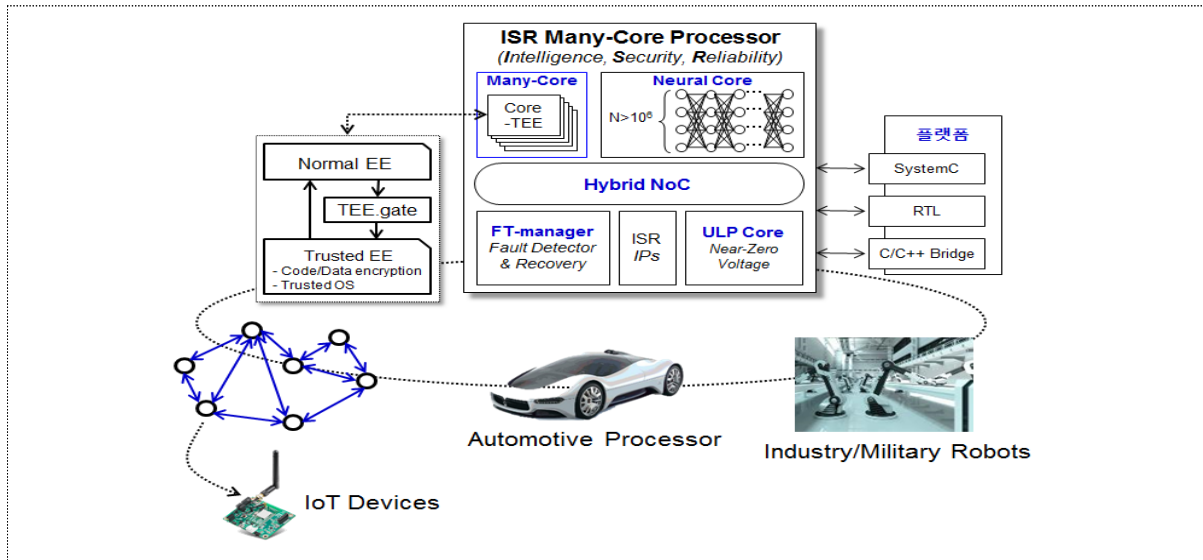 ISR Many-Core Processor
(Intelligence, Security, Reliability)
Many-Core
Core
-TEE
Neural Core
N>10⁶
Hybrid NoC
FT-manager
Fault Detector
& Recovery
ISR
IPs
ULP Core
Near-Zero
Voltage
Normal EE
TEE.gate
Trusted EE
- Code/Data encryption
- Trusted OS
플랫폼
SystemC
RTL
C/C++ Bridge
Automotive Processor
Industry/Military Robots
IoT Devices